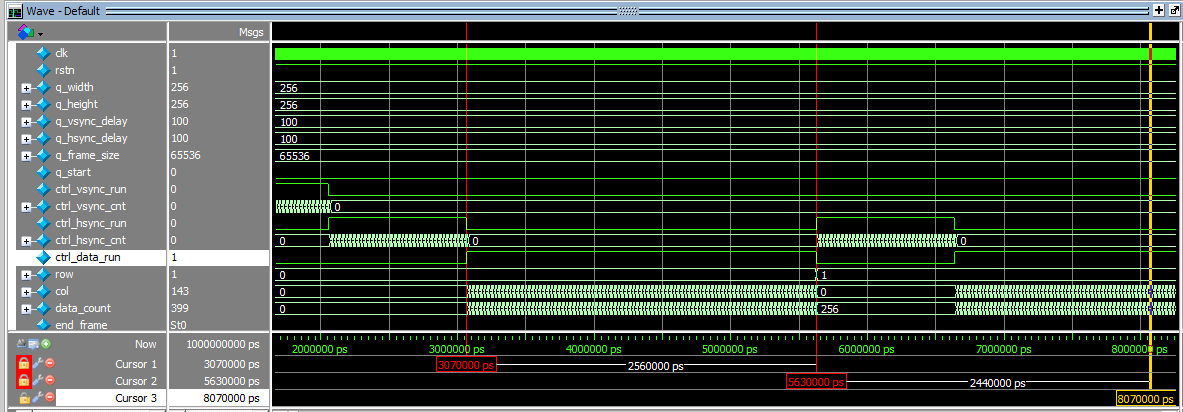 Wave - Default
Msgs
clk 1
rstn 1
q_width 256 256
q_height 256 256
q_vsync_delay 100 100
q_hsync_delay 100 100
q_frame_size 65536 65536
q_start 0
ctrl_vsync_run 0
ctrl_vsync_cnt 0 0
ctrl_hsync_run 0
ctrl_hsync_cnt 0 0 0 0
ctrl_data_run 1
row 1 0 1
col 143 0 0
data_count 399 0 256
end_frame St0
Now 1000000000 ps 2000000 ps 3000000 ps 4000000 ps 5000000 ps 6000000 ps 7000000 ps 8000000 ps
Cursor 1 3070000 ps 3070000 ps 2560000 ps
Cursor 2 5630000 ps 5630000 ps 2440000 ps
Cursor 3 8070000 ps 8070000 ps